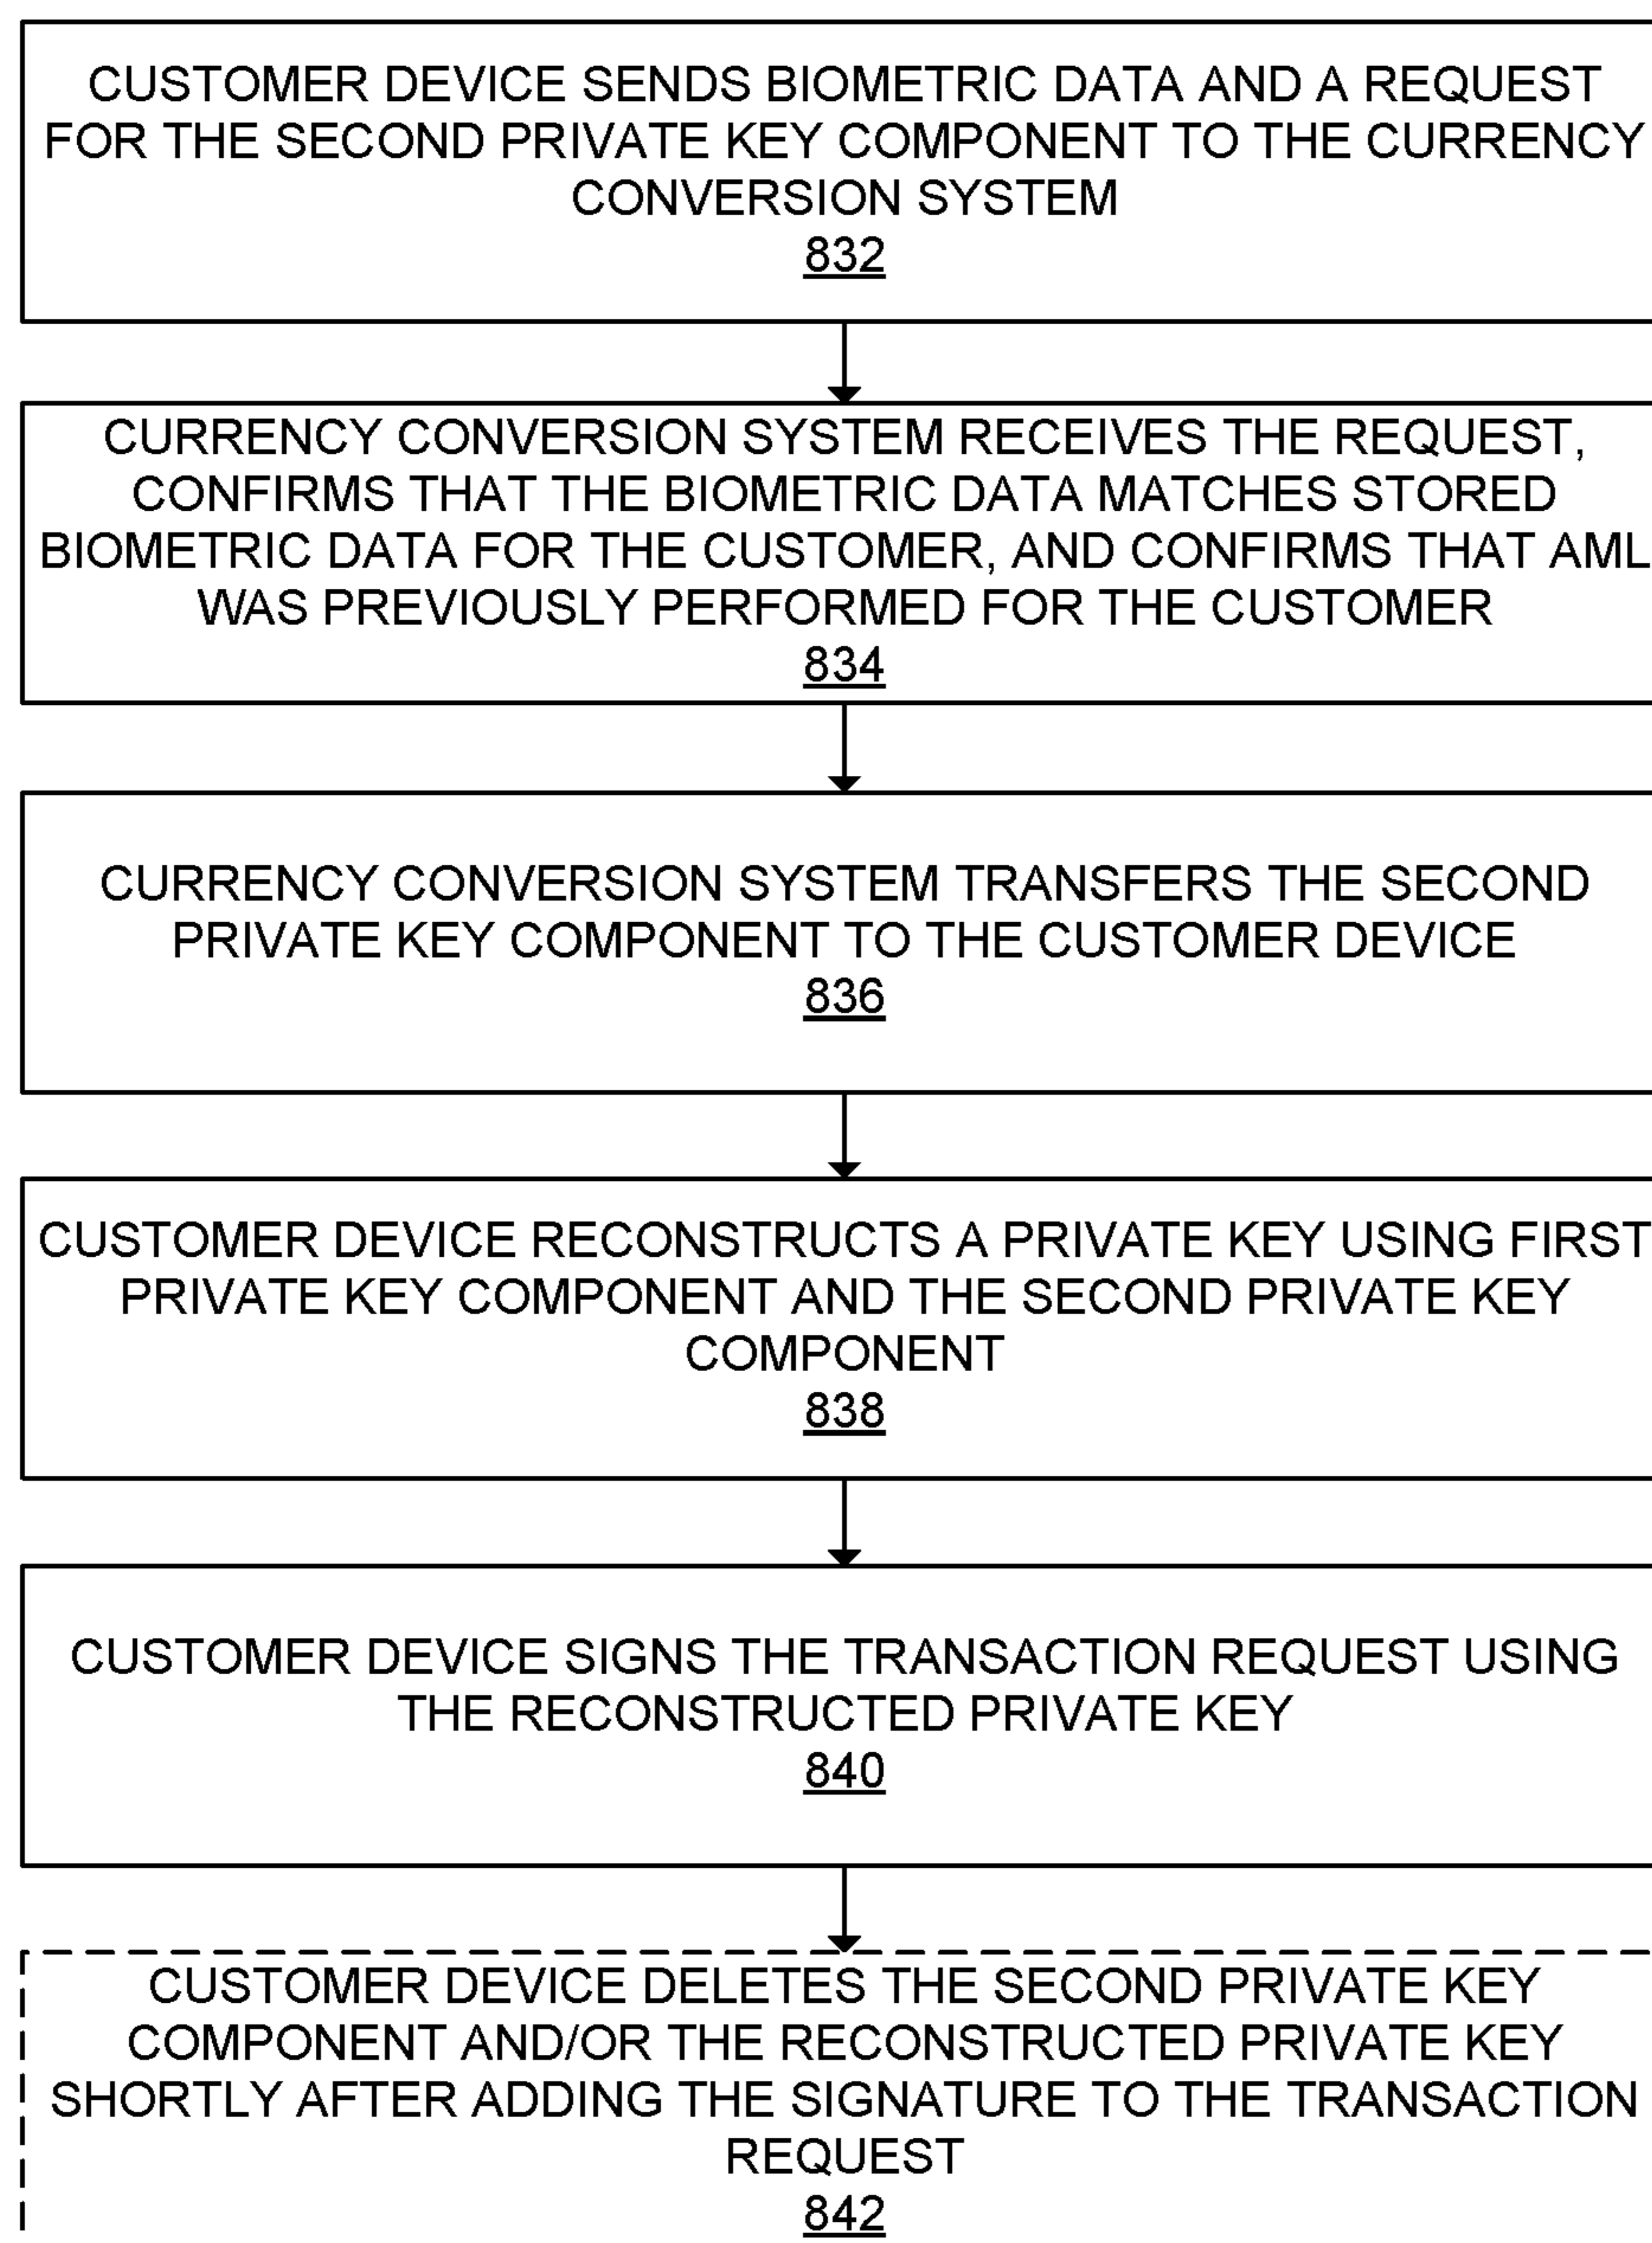 CUSTOMER DEVICE SENDS BIOMETRIC DATA AND A REQUEST
FOR THE SECOND PRIVATE KEY COMPONENT TO THE CURRENCY
CONVERSION SYSTEM
832
CURRENCY CONVERSION SYSTEM RECEIVES THE REQUEST,
CONFIRMS THAT THE BIOMETRIC DATA MATCHES STORED
BIOMETRIC DATA FOR THE CUSTOMER, AND CONFIRMS THAT AML
WAS PREVIOUSLY PERFORMED FOR THE CUSTOMER
834
CURRENCY CONVERSION SYSTEM TRANSFERS THE SECOND
PRIVATE KEY COMPONENT TO THE CUSTOMER DEVICE
836
CUSTOMER DEVICE RECONSTRUCTS A PRIVATE KEY USING FIRST
PRIVATE KEY COMPONENT AND THE SECOND PRIVATE KEY
COMPONENT
838
CUSTOMER DEVICE SIGNS THE TRANSACTION REQUEST USING
THE RECONSTRUCTED PRIVATE KEY
840
CUSTOMER DEVICE DELETES THE SECOND PRIVATE KEY
COMPONENT AND/OR THE RECONSTRUCTED PRIVATE KEY
SHORTLY AFTER ADDING THE SIGNATURE TO THE TRANSACTION
REQUEST
842